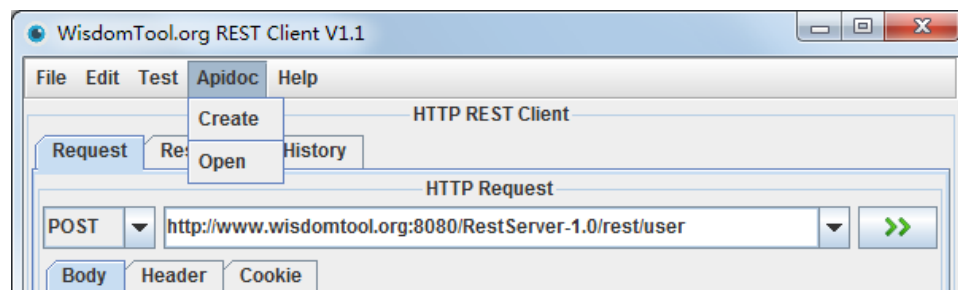 WisdomTool.org REST Client V1.1
File Edit Test Apidoc Help
Create
Open
HTTP REST Client
Request Res History
HTTP Request
POST http://www.wisdomtool.org:8080/RestServer-1.0/rest/user >>
Body Header Cookie